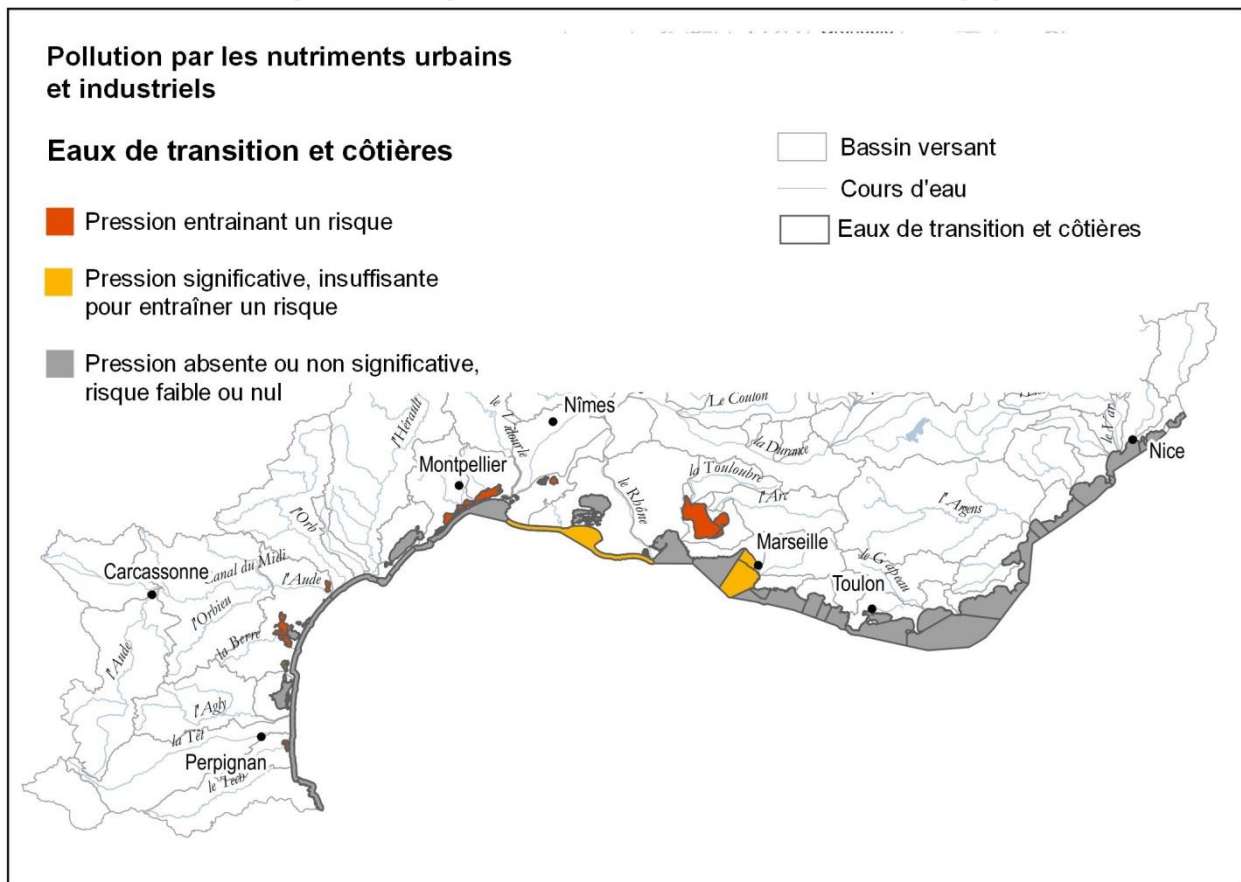 Pollution par les nutriments urbains
et industriels
Eaux de transition et côtières
Pression entrainant un risque
Pression significative, insuffisante
pour entraîner un risque
Pression absente ou non significative,
risque faible ou nul
Bassin versant
Cours d'eau
Eaux de transition et côtières
l'Hérault
le Vidourle
Nîmes
Le Coulon
la Durance
le Var
Nice
Montpellier
la Touloubre
le Rhône
l'Arc
l'Argens
l'Orb
Marseille
le Gapeau
Toulon
Carcassonne
Canal du Midi
l'Aude
l'Orbieu
la Berre
l'Aude
l'Agly
la Têt
Perpignan
le Tech